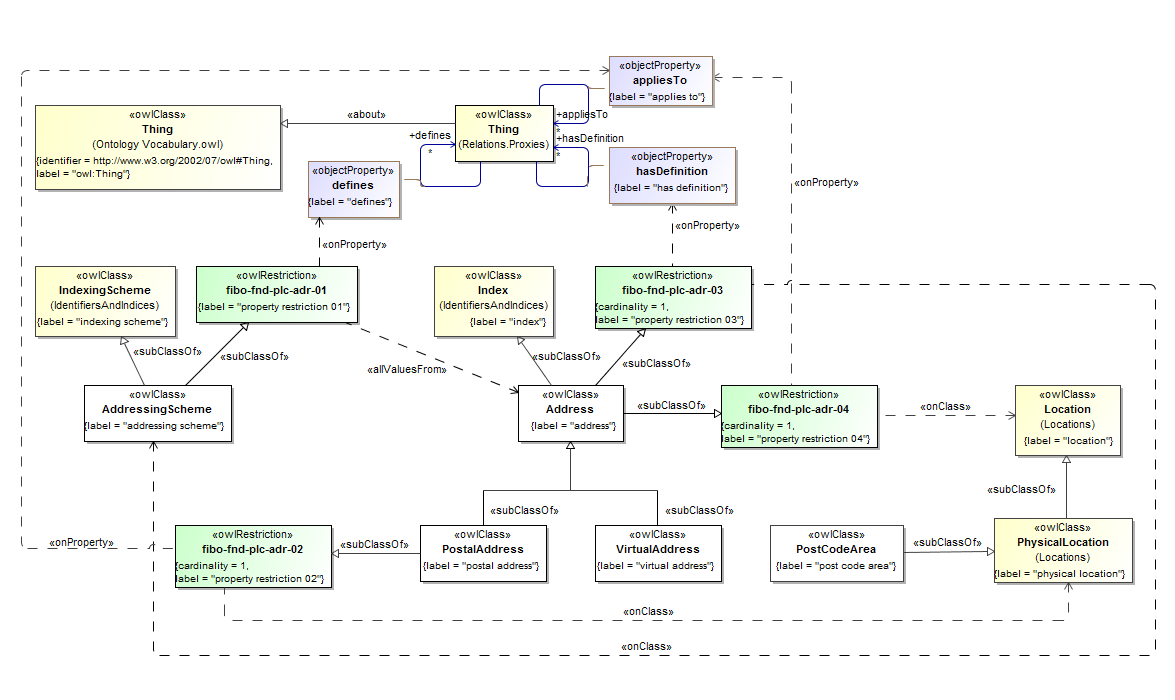 «objectProperty»
appliesTo
{label = "applies to"}
«owlClass»
Thing
(Ontology Vocabulary.owl)
{identifier = http://www.w3.org/2002/07/owl#Thing,
label = "owl:Thing"}
«about»
«owlClass»
Thing
(Relations.Proxies)
+appliesTo
*
+hasDefinition
*
+defines
*
«objectProperty»
defines
{label = "defines"}
«objectProperty»
hasDefinition
{label = "has definition"}
«onProperty»
«onProperty»
«onProperty»
«owlClass»
IndexingScheme
(IdentifiersAndIndices)
{label = "indexing scheme"}
«owlRestriction»
fibo-fnd-plc-adr-01
{label = "property restriction 01"}
«owlClass»
Index
(IdentifiersAndIndices)
{label = "index"}
«owlRestriction»
fibo-fnd-plc-adr-03
{cardinality = 1,
label = "property restriction 03"}
«subClassOf»
«subClassOf»
«allValuesFrom»
«subClassOf»
«subClassOf»
«owlClass»
AddressingScheme
{label = "addressing scheme"}
«owlClass»
Address
{label = "address"}
«subClassOf»
«owlRestriction»
fibo-fnd-plc-adr-04
{cardinality = 1,
label = "property restriction 04"}
«onClass»
«owlClass»
Location
(Locations)
{label = "location"}
«subClassOf»
«subClassOf»
«subClassOf»
«onProperty»
«owlRestriction»
fibo-fnd-plc-adr-02
{cardinality = 1,
label = "property restriction 02"}
«subClassOf»
«owlClass»
PostalAddress
{label = "postal address"}
«owlClass»
VirtualAddress
{label = "virtual address"}
«owlClass»
PostCodeArea
{label = "post code area"}
«subClassOf»
«owlClass»
PhysicalLocation
(Locations)
{label = "physical location"}
«onClass»
«onClass»